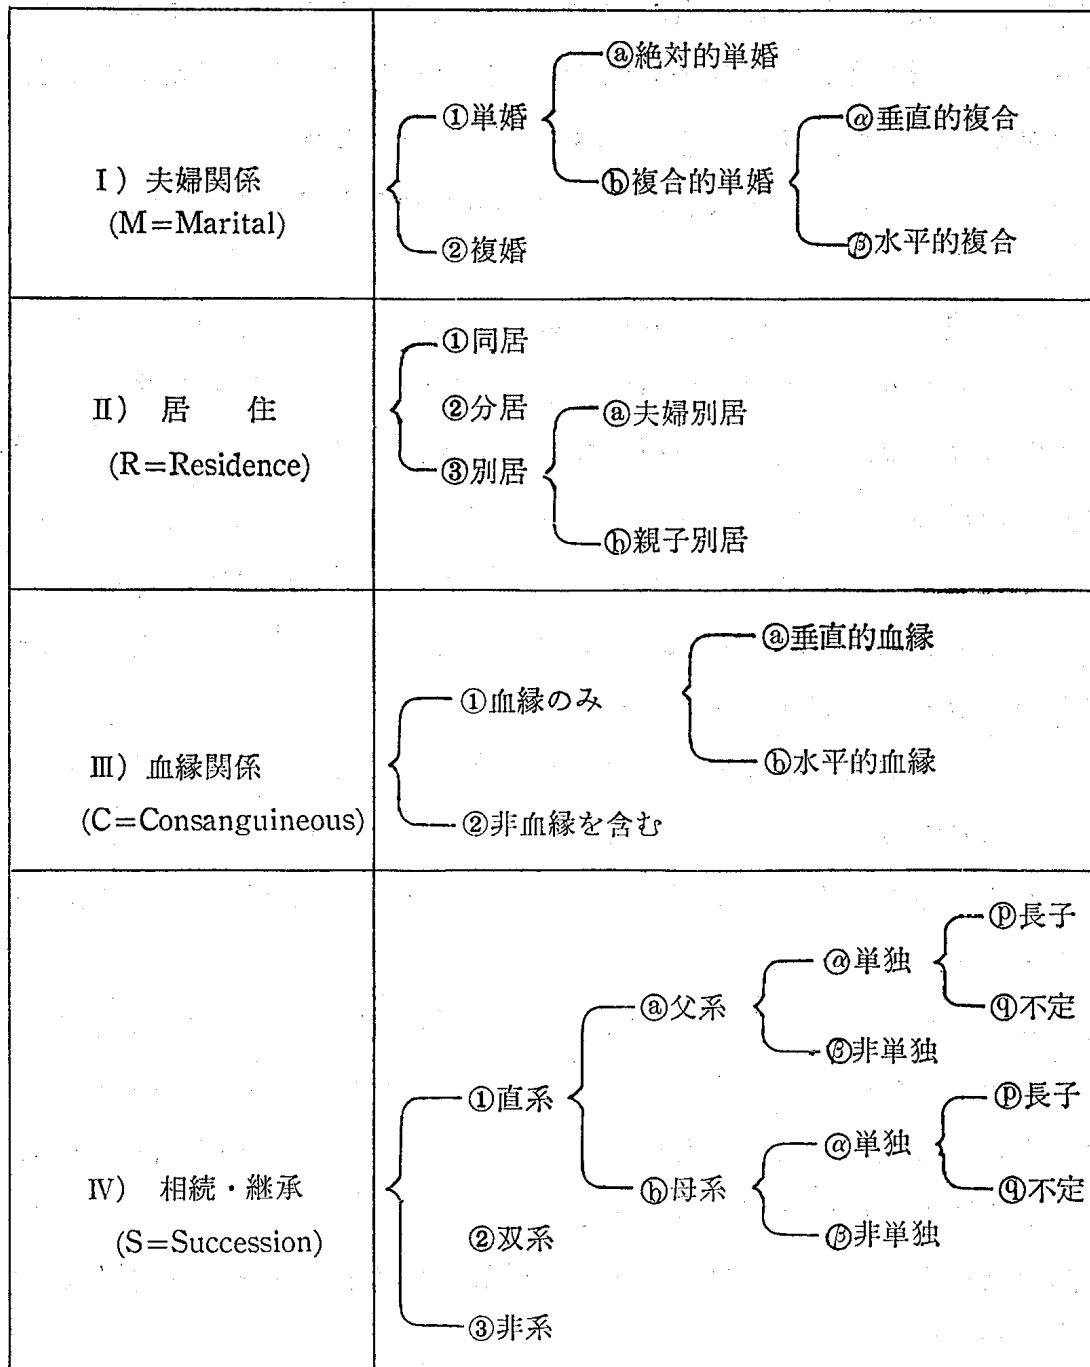 Ⅰ) 夫婦関係
(M=Marital)
①単婚
ⓐ絶対的単婚
ⓑ複合的単婚
ⓐ垂直的複合
ⓑ水平的複合
②複婚
Ⅱ) 居 住
(R=Residence)
①同居
②分居
③別居
ⓐ夫婦別居
ⓑ親子別居
Ⅲ) 血縁関係
(C=Consanguineous)
①血縁のみ
ⓐ垂直的血縁
ⓑ水平的血縁
②非血縁を含む
Ⅳ) 相続・継承
(S=Succession)
①直系
ⓐ父系
α単独
ⓟ長子
ⓠ不定
β非単独
ⓑ母系
α単独
ⓟ長子
ⓠ不定
β非単独
②双系
③非系